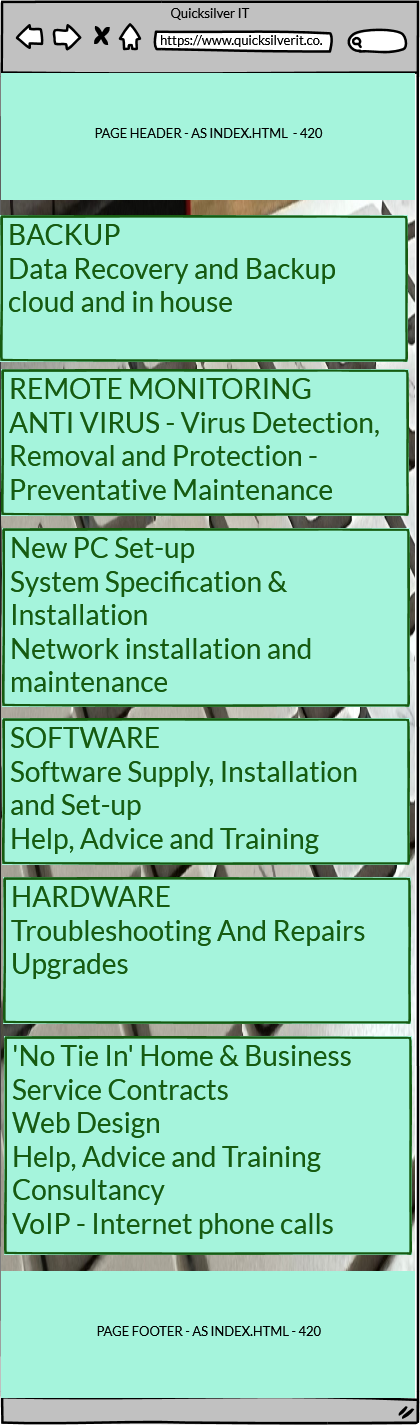 Quicksilver IT
https://www.quicksilverit.co.
PAGE HEADER - AS INDEX.HTML - 420
BACKUP
Data Recovery and Backup
cloud and in house
REMOTE MONITORING
ANTI VIRUS - Virus Detection,
Removal and Protection -
Preventative Maintenance
New PC Set-up
System Specification &
Installation
Network installation and
maintenance
SOFTWARE
Software Supply, Installation
and Set-up
Help, Advice and Training
HARDWARE
Troubleshooting And Repairs
Upgrades
'No Tie In' Home & Business
Service Contracts
Web Design
Help, Advice and Training
Consultancy
VoIP - Internet phone calls
PAGE FOOTER - AS INDEX.HTML - 420